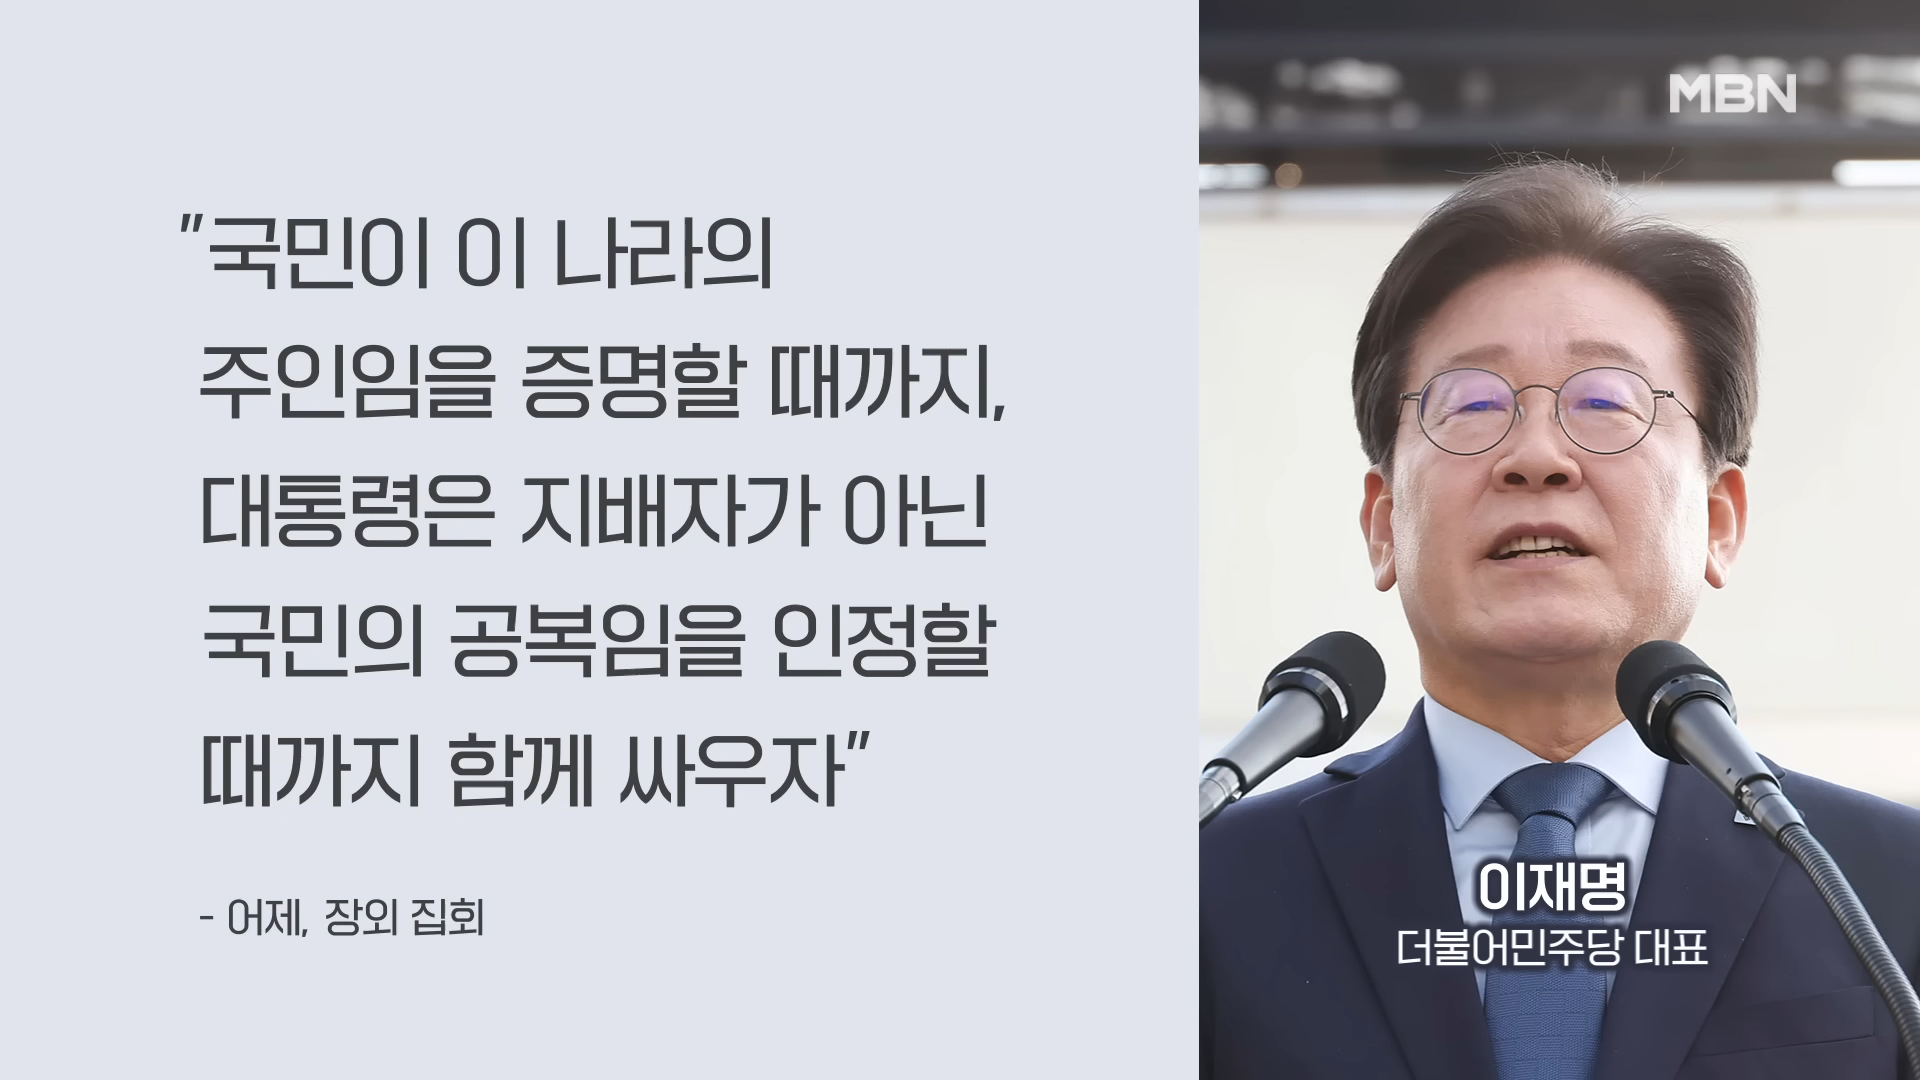 "국민이 이 나라의
주인임을 증명할 때까지,
대통령은 지배자가 아닌
국민의 공복임을 인정할
때까지 함께 싸우자"
- 어제, 장외 집회
MBN
이재명
더불어민주당 대표